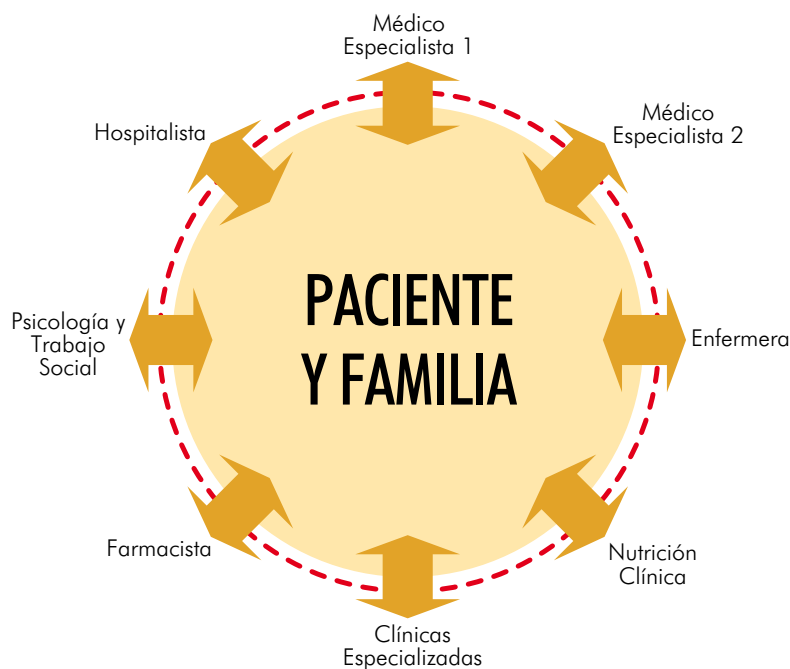 Médico
Especialista 1
Médico
Especialista 2
Hospitalista
PACIENTE
Y FAMILIA
Psicología y
Trabajo
Social
Enfermera
Farmacista
Nutrición
Clínica
Clínicas
Especializadas